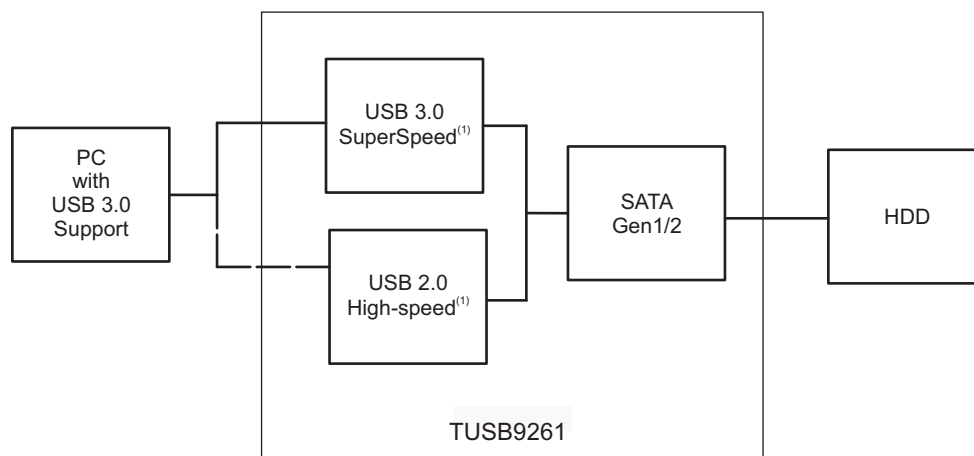 PC
with
USB 3.0
Support
USB 3.0
SuperSpeed(1)
USB 2.0
High-speed(1)
SATA
Gen1/2
HDD
TUSB9261